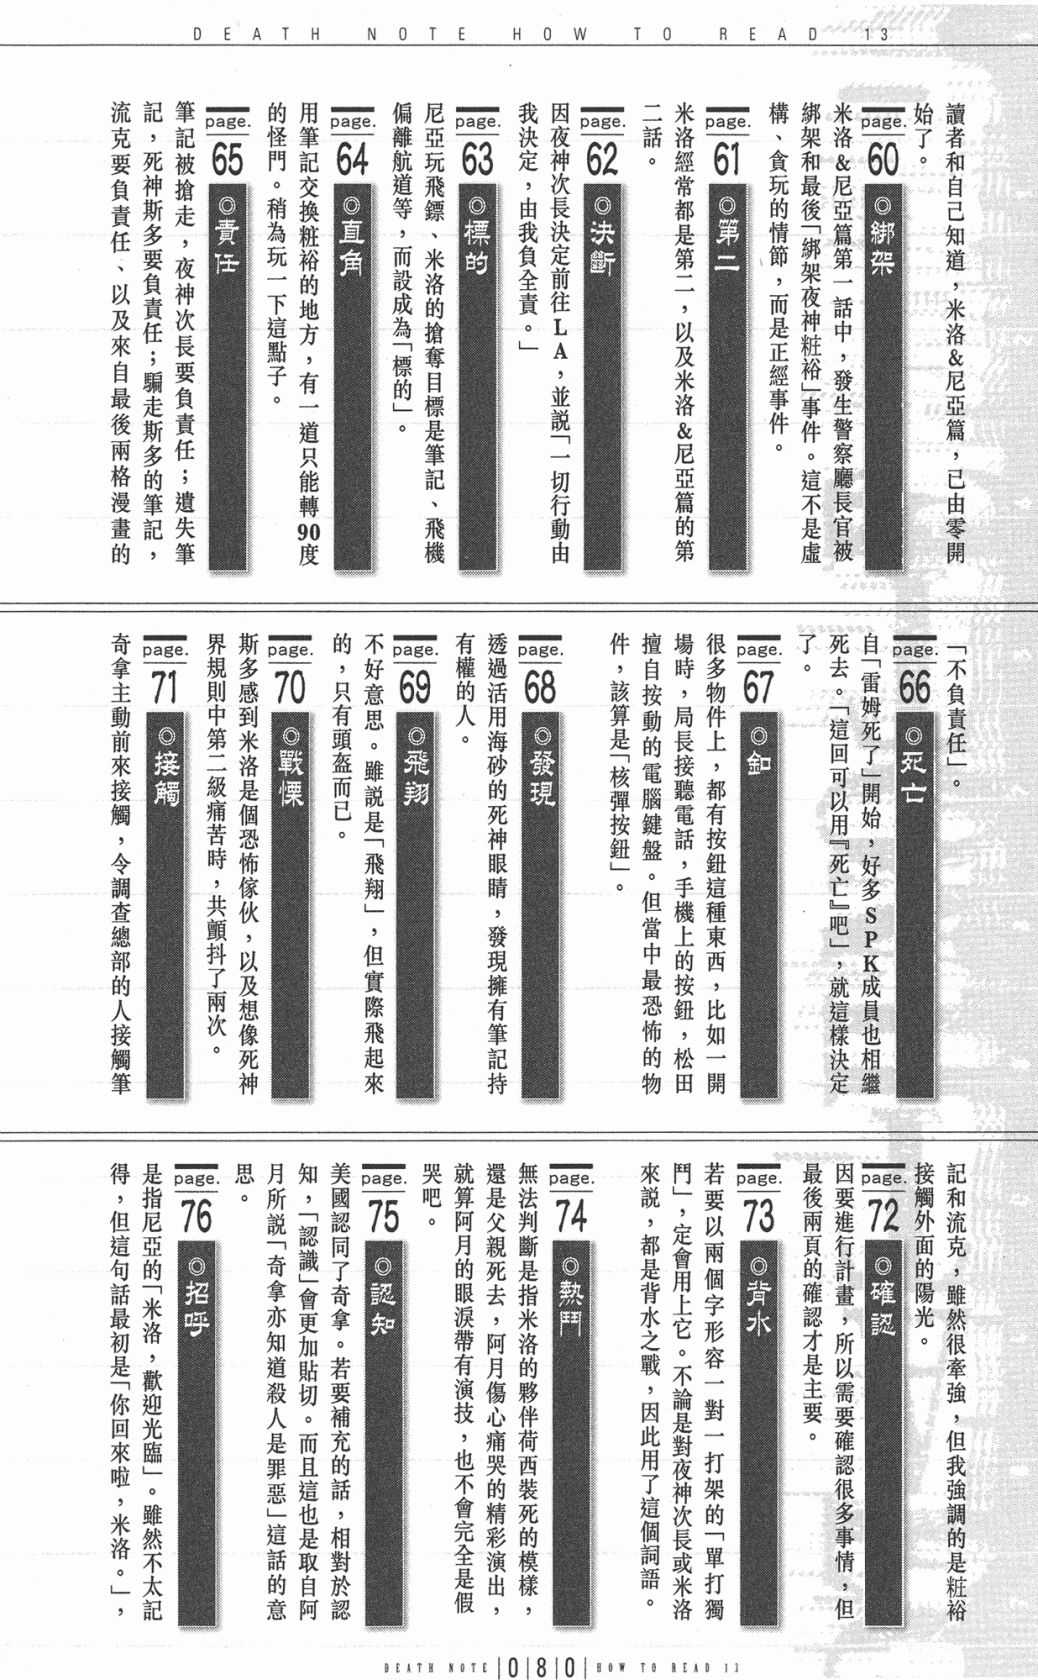 DEATH NOTE HOW TO READ 13
讀者和自己知道，米洛&尼亞篇，已由零開
始了。
page.60 ◎綁架
米洛&尼亞篇第一話中，發生警察廳長官被
綁架和最後「綁架夜神粧裕」事件。這不是虛
構、貪玩的情節，而是正經事件。
page.61 ◎第二
米洛經常都是第二，以及米洛&尼亞篇的第
二話。
page.62 ◎決斷
因夜神次長決定前往LA，並説「一切行動由
我決定，由我負全責。」
page.63 ◎標的
尼亞玩飛鏢、米洛的搶奪目標是筆記、飛機
偏離航道等，而設成為「標的」。
page.64 ◎直角
用筆記交換粧裕的地方，有一道只能轉90度
的怪門。稍為玩一下這點子。
page.65 ◎責任
筆記被搶走，夜神次長要負責任；遺失筆
記，死神斯多要負責任；騙走斯多的筆記，
流克要負責任、以及來自最後兩格漫畫的
「不負責任」。
page.66 ◎死亡
自「雷姆死了」開始，好多SPK成員也相繼
死去。「這回可以用『死亡』吧」，就這樣決定
了。
page.67 ◎釦
很多物件上，都有按鈕這種東西，比如一開
場時，局長接聽電話，手機上的按鈕，松田
擅自按動的電腦鍵盤。但當中最恐怖的物
件，該算是「核彈按鈕」。
page.68 ◎發現
透過活用海砂的死神眼睛，發現擁有筆記持
有權的人。
page.69 ◎飛翔
不好意思。雖説是「飛翔」，但實際飛起來
的，只有頭盔而已。
page.70 ◎戰慄
斯多感到米洛是個恐怖傢伙，以及想像死神
界規則中第二級痛苦時，共顫抖了兩次。
page.71 ◎接觸
奇拿主動前來接觸，令調查總部的人接觸筆
記和流克，雖然很牽強，但我強調的是粧裕
接觸外面的陽光。
page.72 ◎確認
因要進行計畫，所以需要確認很多事情，但
最後兩頁的確認才是主要。
page.73 ◎背水
若要以兩個字形容一對一打架的「單打獨
鬥」，定會用上它。不論是對夜神次長或米洛
來說，都是背水之戰，因此用了這個詞語。
page.74 ◎熱鬥
無法判斷是指米洛的夥伴荷西裝死的模樣，
還是父親死去，阿月傷心痛哭的精彩演出，
就算阿月的眼淚帶有演技，也不會完全是假
哭吧。
page.75 ◎認知
美國認同了奇拿。若要補充的話，相對於認
知，「認識」會更加貼切。而且這也是取自阿
月所説「奇拿亦知道殺人是罪惡」這話的意
思。
page.76 ◎招呼
是指尼亞的「米洛，歡迎光臨」。雖然不太記
得，但這句話最初是「你回來啦，米洛。」，
DEATH NOTE |0|8|0| HOW TO READ 13